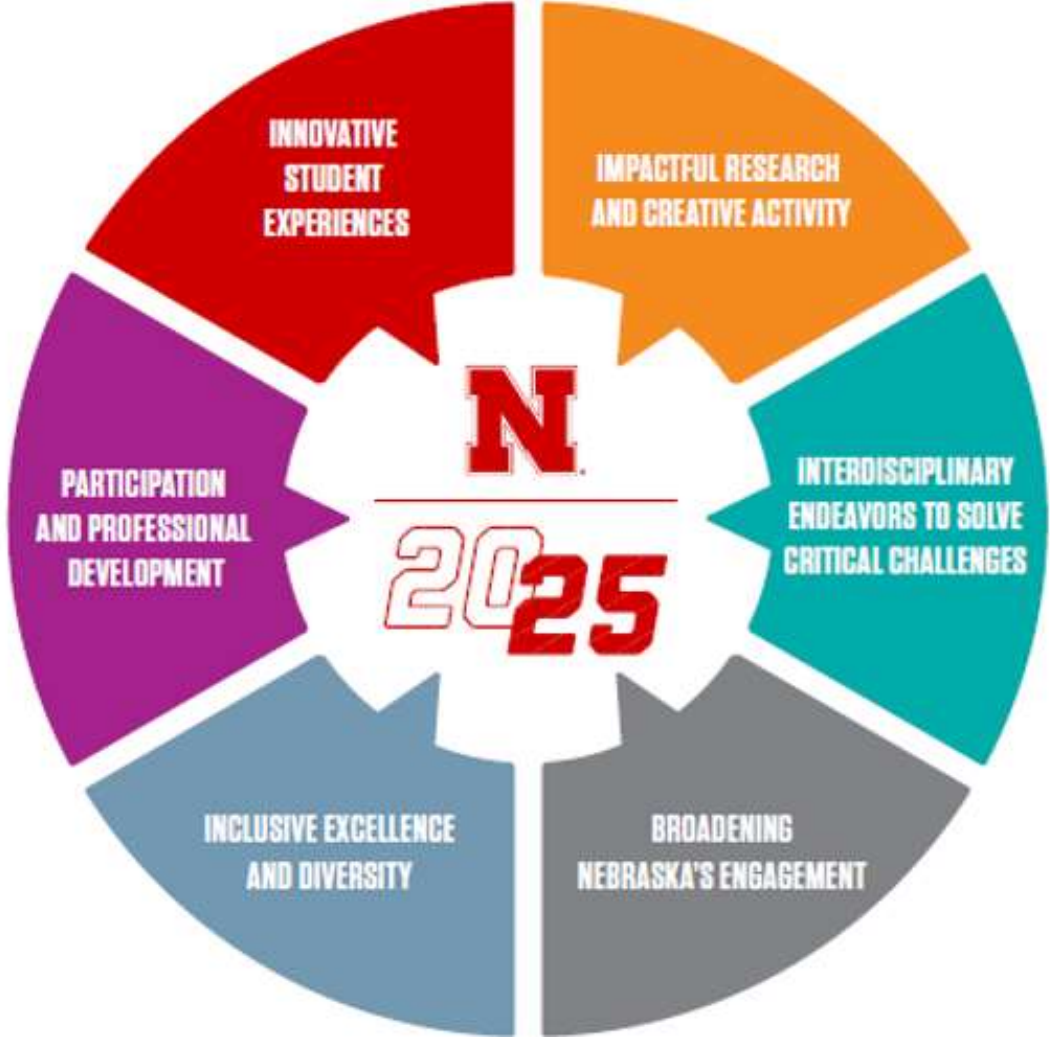 INNOVATIVE
STUDENT
EXPERIENCES
IMPACTFUL RESEARCH
AND CREATIVE ACTIVITY
INTERDISCIPLINARY
ENDEAVORS TO SOLVE
CRITICAL CHALLENGES
BROADENING
NEBRASKA'S ENGAGEMENT
INCLUSIVE EXCELLENCE
AND DIVERSITY
PARTICIPATION
AND PROFESSIONAL
DEVELOPMENT
N
2025